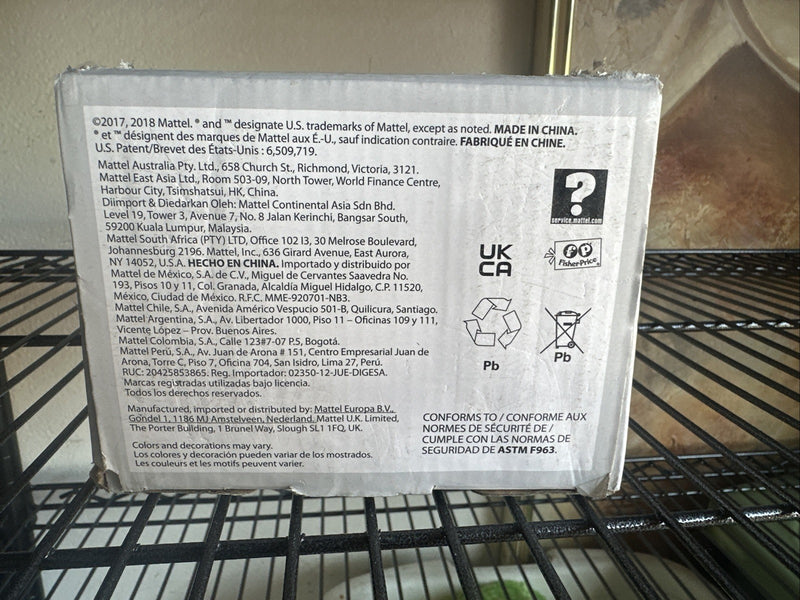 ©2017, 2018 Mattel. ® and ™ designate U.S. trademarks of Mattel, except as noted. MADE IN CHINA.
® et ™ désignent des marques de Mattel aux É.-U., sauf indication contraire. FABRIQUÉ EN CHINE.
U.S. Patent/Brevet des États-Unis : 6,509,719.
Mattel Australia Pty. Ltd., 658 Church St., Richmond, Victoria, 3121.
Mattel East Asia Ltd., Room 503-09, North Tower, World Finance Centre,
Harbour City, Tsimshatsui, HK, China.
Diimport & Diedarkan Oleh: Mattel Continental Asia Sdn Bhd.
Level 19, Tower 3, Avenue 7, No. 8 Jalan Kerinchi, Bangsar South,
59200 Kuala Lumpur, Malaysia.
Mattel South Africa (PTY) LTD, Office 102 I3, 30 Melrose Boulevard,
Johannesburg 2196. Mattel, Inc., 636 Girard Avenue, East Aurora,
NY 14052, U.S.A. HECHO EN CHINA. Importado y distribuido por
Mattel de México, S.A. de C.V., Miguel de Cervantes Saavedra No.
193, Pisos 10 y 11, Col. Granada, Alcaldía Miguel Hidalgo, C.P. 11520,
México, Ciudad de México. R.F.C. MME-920701-NB3.
Mattel Chile, S.A., Avenida Américo Vespucio 501-B, Quilicura, Santiago.
Mattel Argentina, S.A., Av. Libertador 1000, Piso 11 – Oficinas 109 y 111,
Vicente López – Prov. Buenos Aires.
Mattel Colombia, S.A., Calle 123#7-07 P.5, Bogotá.
Mattel Perú, S.A., Av. Juan de Arona # 151, Centro Empresarial Juan de
Arona, Torre C, Piso 7, Oficina 704, San Isidro, Lima 27, Perú.
RUC: 20425853865. Reg. Importador: 02350-12-JUE-DIGESA.
Marcas registradas utilizadas bajo licencia.
Todos los derechos reservados.
Manufactured, imported or distributed by: Mattel Europa B.V.,
Gondel 1, 1186 MJ Amstelveen, Nederland. Mattel U.K. Limited,
The Porter Building, 1 Brunel Way, Slough SL1 1FQ, UK.
Colors and decorations may vary.
Los colores y decoración pueden variar de los mostrados.
Les couleurs et les motifs peuvent varier.
?
service.mattel.com
UK
CA
FP
Fisher-Price®
Pb
Pb
CONFORMS TO / CONFORME AUX
NORMES DE SÉCURITÉ DE /
CUMPLE CON LAS NORMAS DE
SEGURIDAD DE ASTM F963.